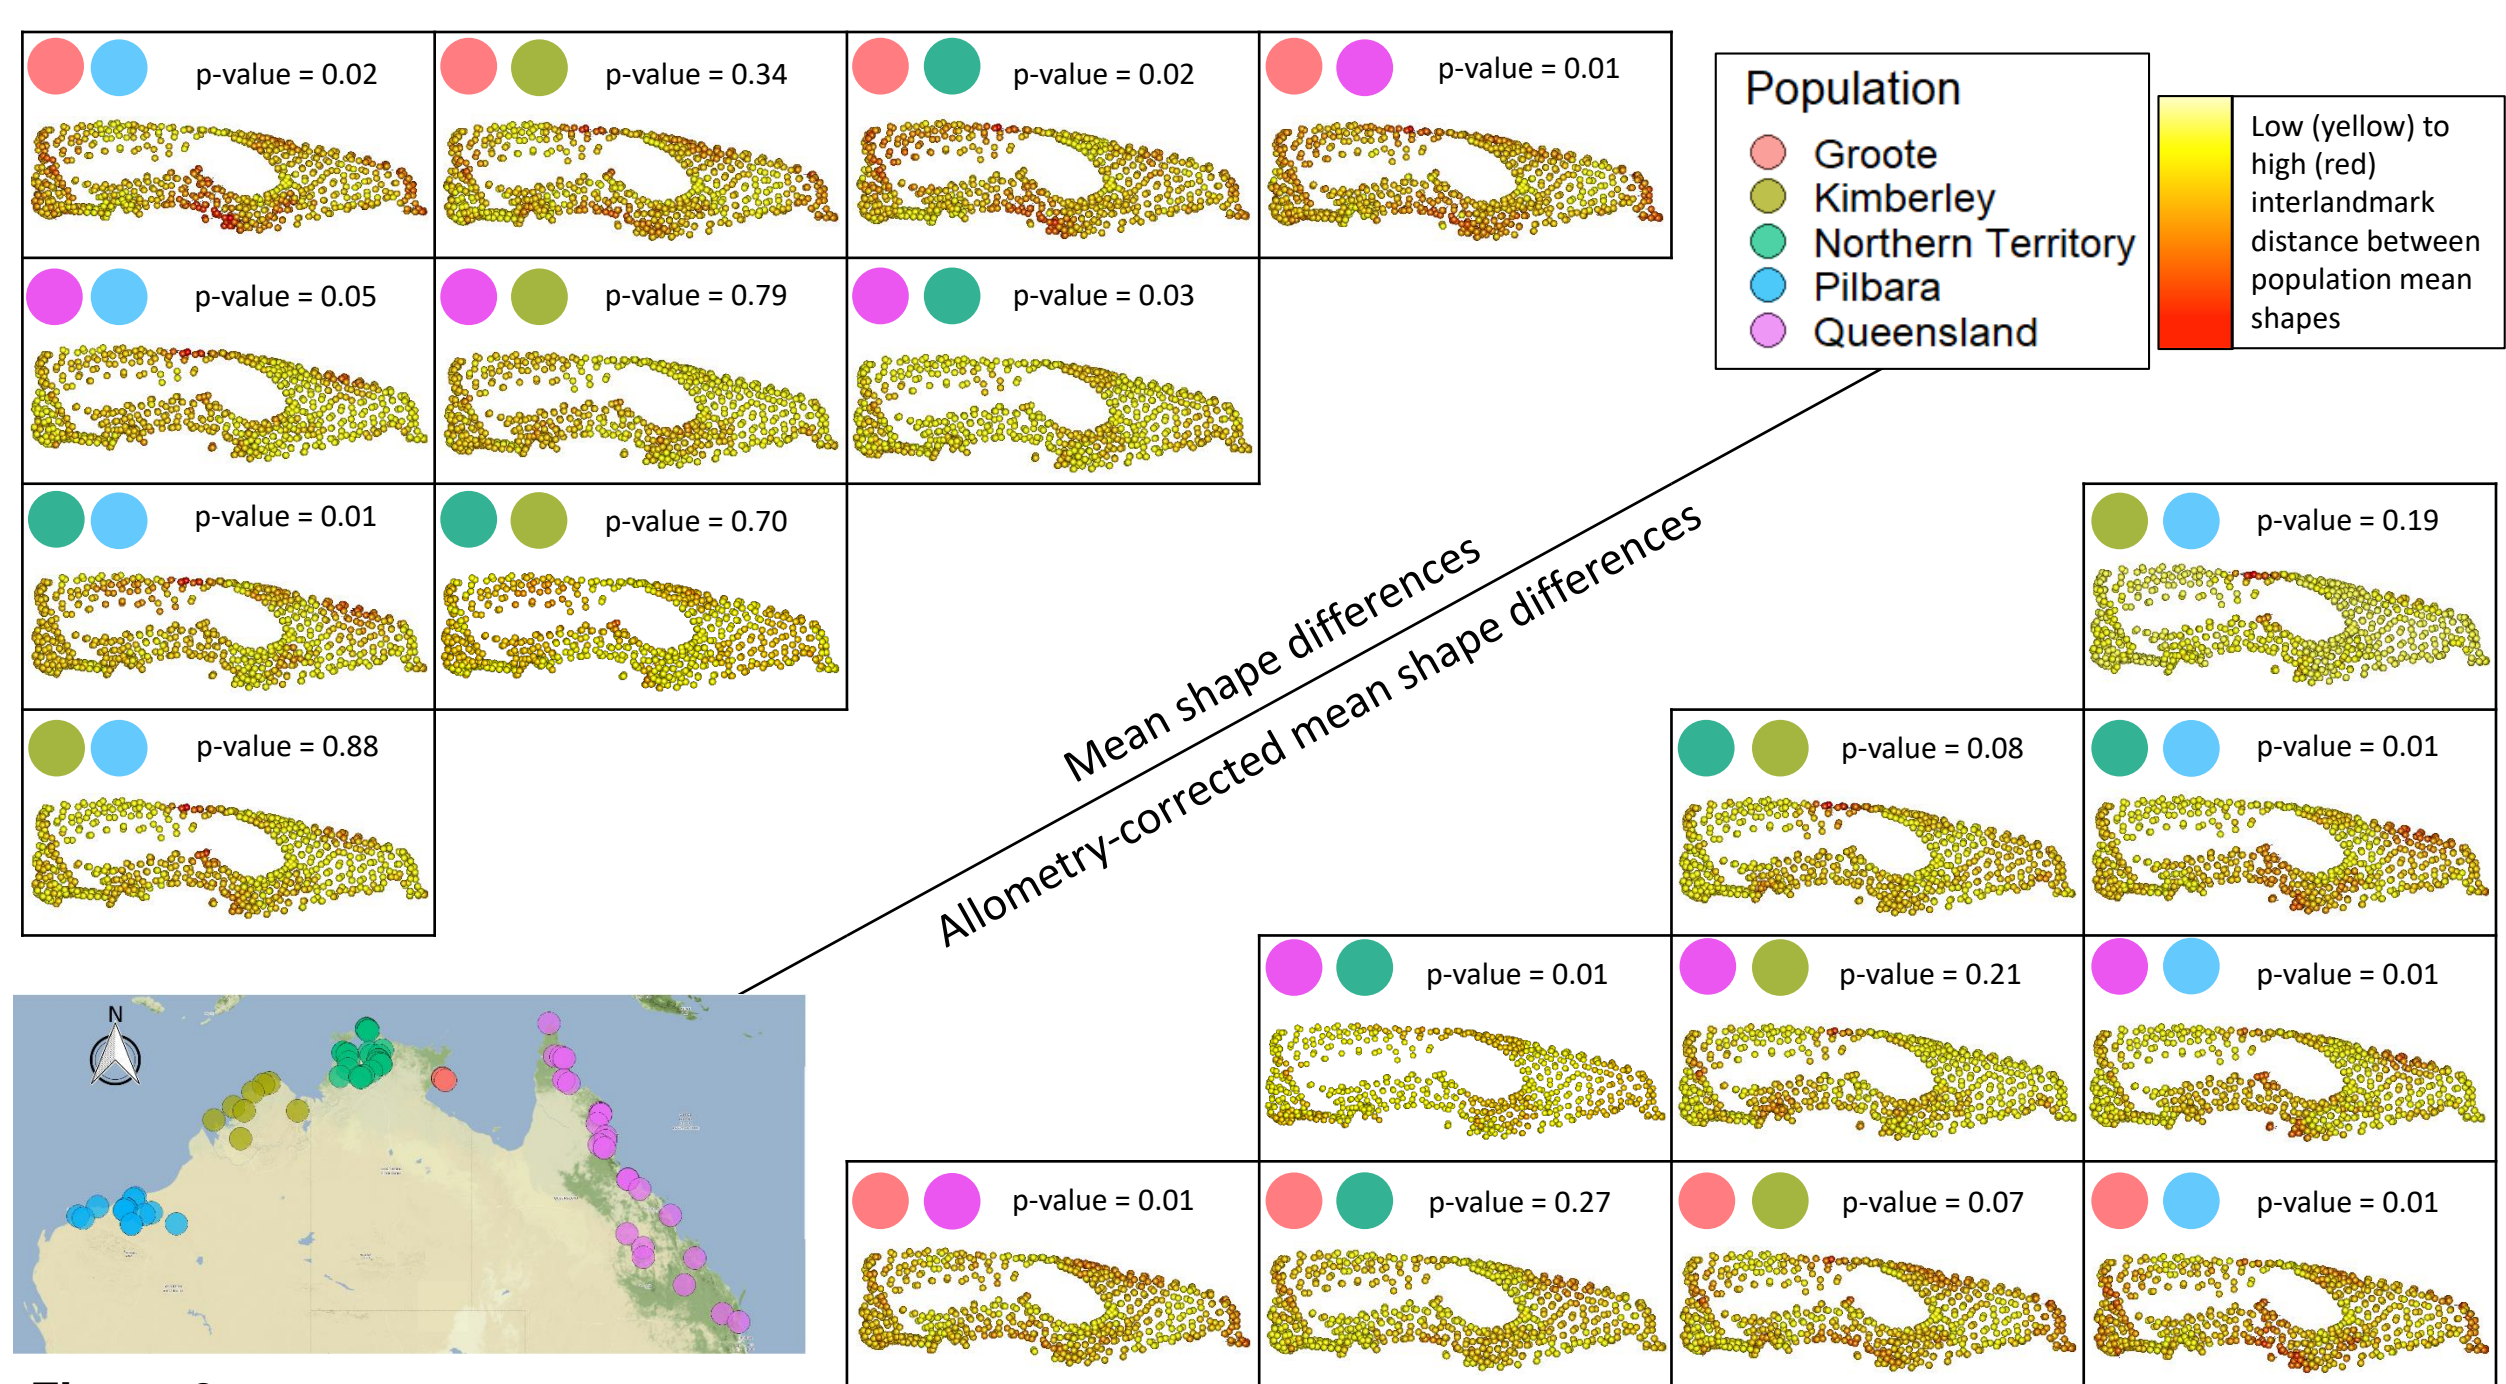 p-value = 0.02
p-value = 0.34
p-value = 0.02
p-value = 0.01
Population
Groote
Kimberley
Northern Territory
Pilbara
Queensland
Low (yellow) to
high (red)
interlandmark
distance between
population mean
shapes
p-value = 0.05
p-value = 0.79
p-value = 0.03
p-value = 0.01
p-value = 0.70
p-value = 0.19
Mean shape differences
Allometry-corrected mean shape differences
p-value = 0.88
p-value = 0.08
p-value = 0.01
p-value = 0.01
p-value = 0.21
p-value = 0.01
N
p-value = 0.01
p-value = 0.27
p-value = 0.07
p-value = 0.01